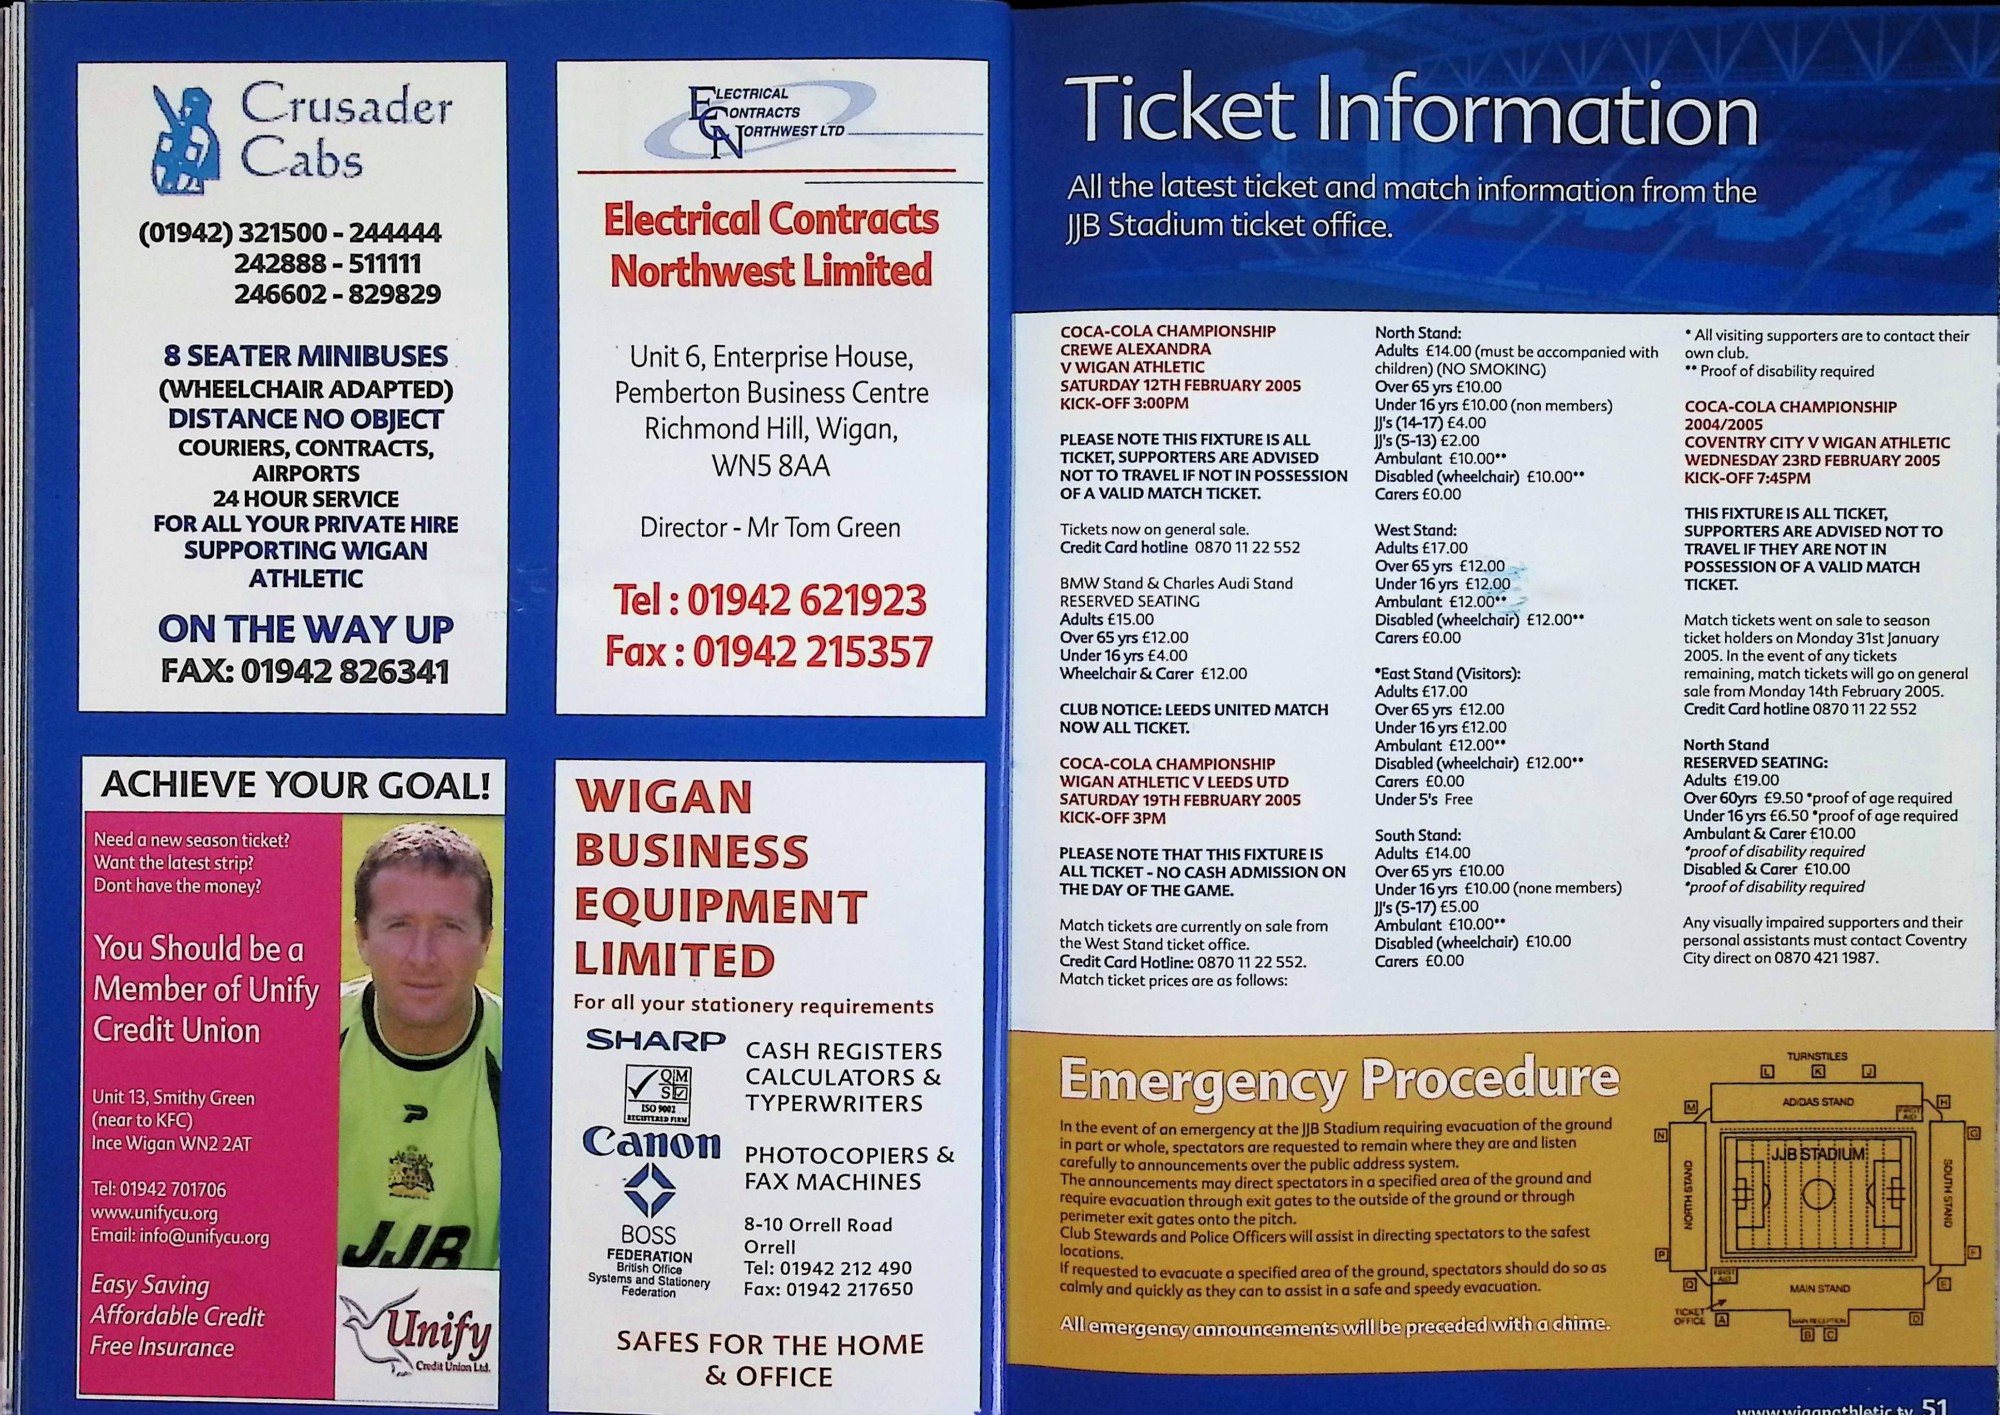 Crusader
Cabs
(01942) 321500 - 244444
242888 - 511111
246602 - 829829
8 SEATER MINIBUSES
(WHEELCHAIR ADAPTED)
DISTANCE NO OBJECT
COURIERS, CONTRACTS,
AIRPORTS
24 HOUR SERVICE
FOR ALL YOUR PRIVATE HIRE
SUPPORTING WIGAN
ATHLETIC
ON THE WAY UP
FAX: 01942 826341
ELECTRICAL
CONTRACTS
NORTHWEST LTD
Electrical Contracts
Northwest Limited
Unit 6, Enterprise House,
Pemberton Business Centre
Richmond Hill, Wigan,
WN5 8AA
Director - Mr Tom Green
Tel : 01942 621923
Fax : 01942 215357
ACHIEVE YOUR GOAL!
Need a new season ticket?
Want the latest strip?
Dont have the money?
You Should be a
Member of Unify
Credit Union
Unit 13, Smithy Green
(near to KFC)
Ince Wigan WN2 2AT
Tel: 01942 701706
www.unifycu.org
Email: info@unifycu.org
Easy Saving
Affordable Credit
Free Insurance
JJB
Unify
Credit Union Ltd.
WIGAN
BUSINESS
EQUIPMENT
LIMITED
For all your stationery requirements
SHARP
QM
S
ISO 9002
REGISTERED FIRM
Canon
BOSS
FEDERATION
British Office
Systems and Stationery
Federation
CASH REGISTERS
CALCULATORS &
TYPEWRITERS
PHOTOCOPIERS &
FAX MACHINES
8-10 Orrell Road
Orrell
Tel: 01942 212 490
Fax: 01942 217650
SAFES FOR THE HOME
& OFFICE
Ticket Information
All the latest ticket and match information from the
JJB Stadium ticket office.
COCA-COLA CHAMPIONSHIP
CREWE ALEXANDRA
V WIGAN ATHLETIC
SATURDAY 12TH FEBRUARY 2005
KICK-OFF 3:00PM
PLEASE NOTE THIS FIXTURE IS ALL
TICKET, SUPPORTERS ARE ADVISED
NOT TO TRAVEL IF NOT IN POSSESSION
OF A VALID MATCH TICKET.
Tickets now on general sale.
Credit Card hotline 0870 11 22 552
BMW Stand & Charles Audi Stand
RESERVED SEATING
Adults £15.00
Over 65 yrs £12.00
Under 16 yrs £4.00
Wheelchair & Carer £12.00
CLUB NOTICE: LEEDS UNITED MATCH
NOW ALL TICKET.
COCA-COLA CHAMPIONSHIP
WIGAN ATHLETIC V LEEDS UTD
SATURDAY 19TH FEBRUARY 2005
KICK-OFF 3PM
PLEASE NOTE THAT THIS FIXTURE IS
ALL TICKET - NO CASH ADMISSION ON
THE DAY OF THE GAME.
Match tickets are currently on sale from
the West Stand ticket office.
Credit Card Hotline: 0870 11 22 552.
Match ticket prices are as follows:
North Stand:
Adults £14.00 (must be accompanied with
children) (NO SMOKING)
Over 65 yrs £10.00
Under 16 yrs £10.00 (non members)
JJ's (14-17) £4.00
JJ's (5-13) £2.00
Ambulant £10.00**
Disabled (wheelchair) £10.00**
Carers £0.00
West Stand:
Adults £17.00
Over 65 yrs £12.00
Under 16 yrs £12.00
Ambulant £12.00**
Disabled (wheelchair) £12.00**
Carers £0.00
*East Stand (Visitors):
Adults £17.00
Over 65 yrs £12.00
Under 16 yrs £12.00
Ambulant £12.00**
Disabled (wheelchair) £12.00**
Carers £0.00
Under 5's Free
South Stand:
Adults £14.00
Over 65 yrs £10.00
Under 16 yrs £10.00 (none members)
JJ's (5-17) £5.00
Ambulant £10.00**
Disabled (wheelchair) £10.00
Carers £0.00
* All visiting supporters are to contact their
own club.
** Proof of disability required
COCA-COLA CHAMPIONSHIP
2004/2005
COVENTRY CITY V WIGAN ATHLETIC
WEDNESDAY 23RD FEBRUARY 2005
KICK-OFF 7:45PM
THIS FIXTURE IS ALL TICKET,
SUPPORTERS ARE ADVISED NOT TO
TRAVEL IF THEY ARE NOT IN
POSSESSION OF A VALID MATCH
TICKET.
Match tickets went on sale to season
ticket holders on Monday 31st January
2005. In the event of any tickets
remaining, match tickets will go on general
sale from Monday 14th February 2005.
Credit Card hotline 0870 11 22 552
North Stand
RESERVED SEATING:
Adults £19.00
Over 60yrs £9.50 *proof of age required
Under 16 yrs £6.50 *proof of age required
Ambulant & Carer £10.00
*proof of disability required
Disabled & Carer £10.00
*proof of disability required
Any visually impaired supporters and their
personal assistants must contact Coventry
City direct on 0870 421 1987.
Emergency Procedure
In the event of an emergency at the JJB Stadium requiring evacuation of the ground
in part or whole, spectators are requested to remain where they are and listen
carefully to announcements over the public address system.
The announcements may direct spectators in a specified area of the ground and
require evacuation through exit gates to the outside of the ground or through
perimeter exit gates onto the pitch.
Club Stewards and Police Officers will assist in directing spectators to the safest
locations.
If requested to evacuate a specified area of the ground, spectators should do so as
calmly and quickly as they can to assist in a safe and speedy evacuation.
All emergency announcements will be preceded with a chime.
TURNSTILES
L K J
ADIDAS STAND
FIRST AID
M H
N G
JJB STADIUM
NORTH STAND
SOUTH STAND
P F
Q E
FIRST AID
MAIN STAND
TICKET
OFFICE
A D
MAIN RECEPTION
B C
www.wiganathletic.tv 51